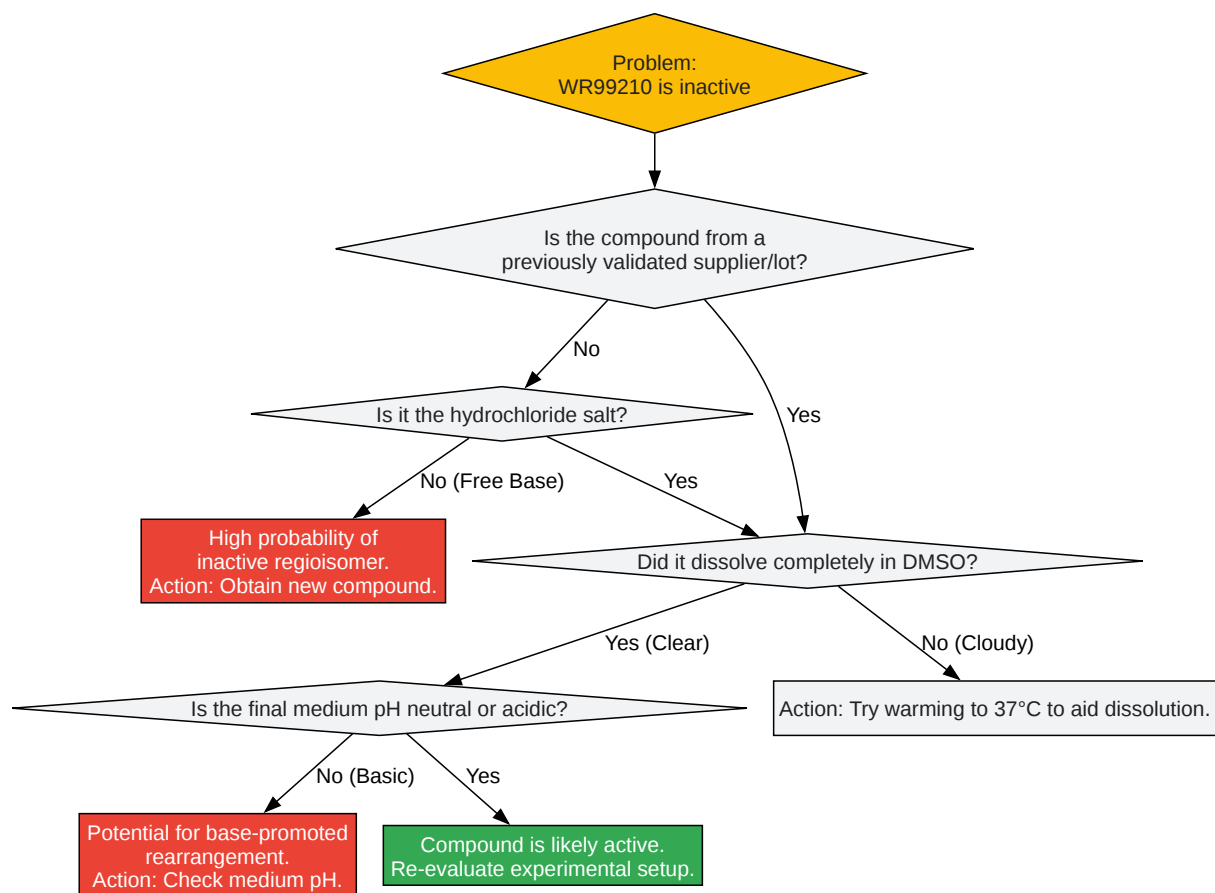 Problem:
WR99210 is inactive
Is the compound from a
previously validated supplier/lot?
No
Yes
Is it the hydrochloride salt?
No (Free Base)
Yes
High probability of
inactive regioisomer.
Action: Obtain new compound.
Did it dissolve completely in DMSO?
Yes (Clear)
No (Cloudy)
Is the final medium pH neutral or acidic?
Action: Try warming to 37°C to aid dissolution.
No (Basic)
Yes
Potential for base-promoted
rearrangement.
Action: Check medium pH.
Compound is likely active.
Re-evaluate experimental setup.